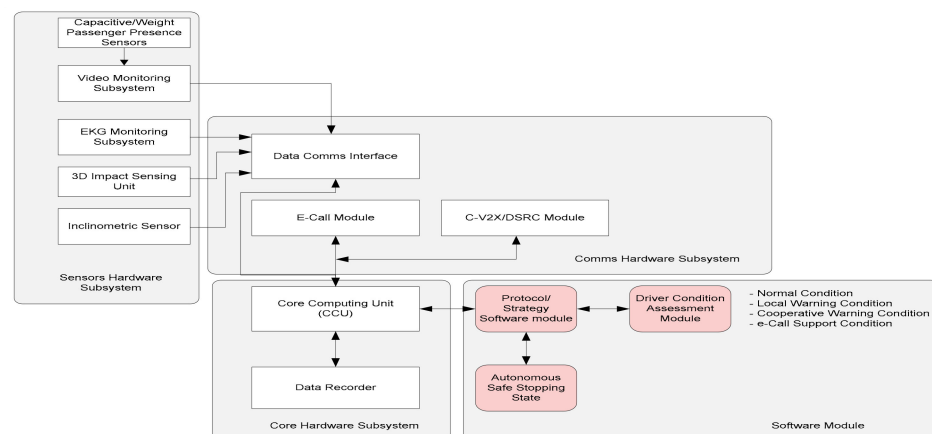 Capacitive/Weight
Passenger Presence
Sensors
Video Monitoring
Subsystem
EKG Monitoring
Subsystem
3D Impact Sensing
Unit
Inclinometric Sensor
Sensors Hardware
Subsystem
Data Comms Interface
E-Call Module
C-V2X/DSRC Module
Comms Hardware Subsystem
Core Computing Unit
(CCU)
Data Recorder
Core Hardware Subsystem
Protocol/
Strategy
Software module
Driver Condition
Assessment
Module
- Normal Condition
- Local Warning Condition
- Cooperative Warning Condition
- e-Call Support Condition
Autonomous
Safe Stopping
State
Software Module